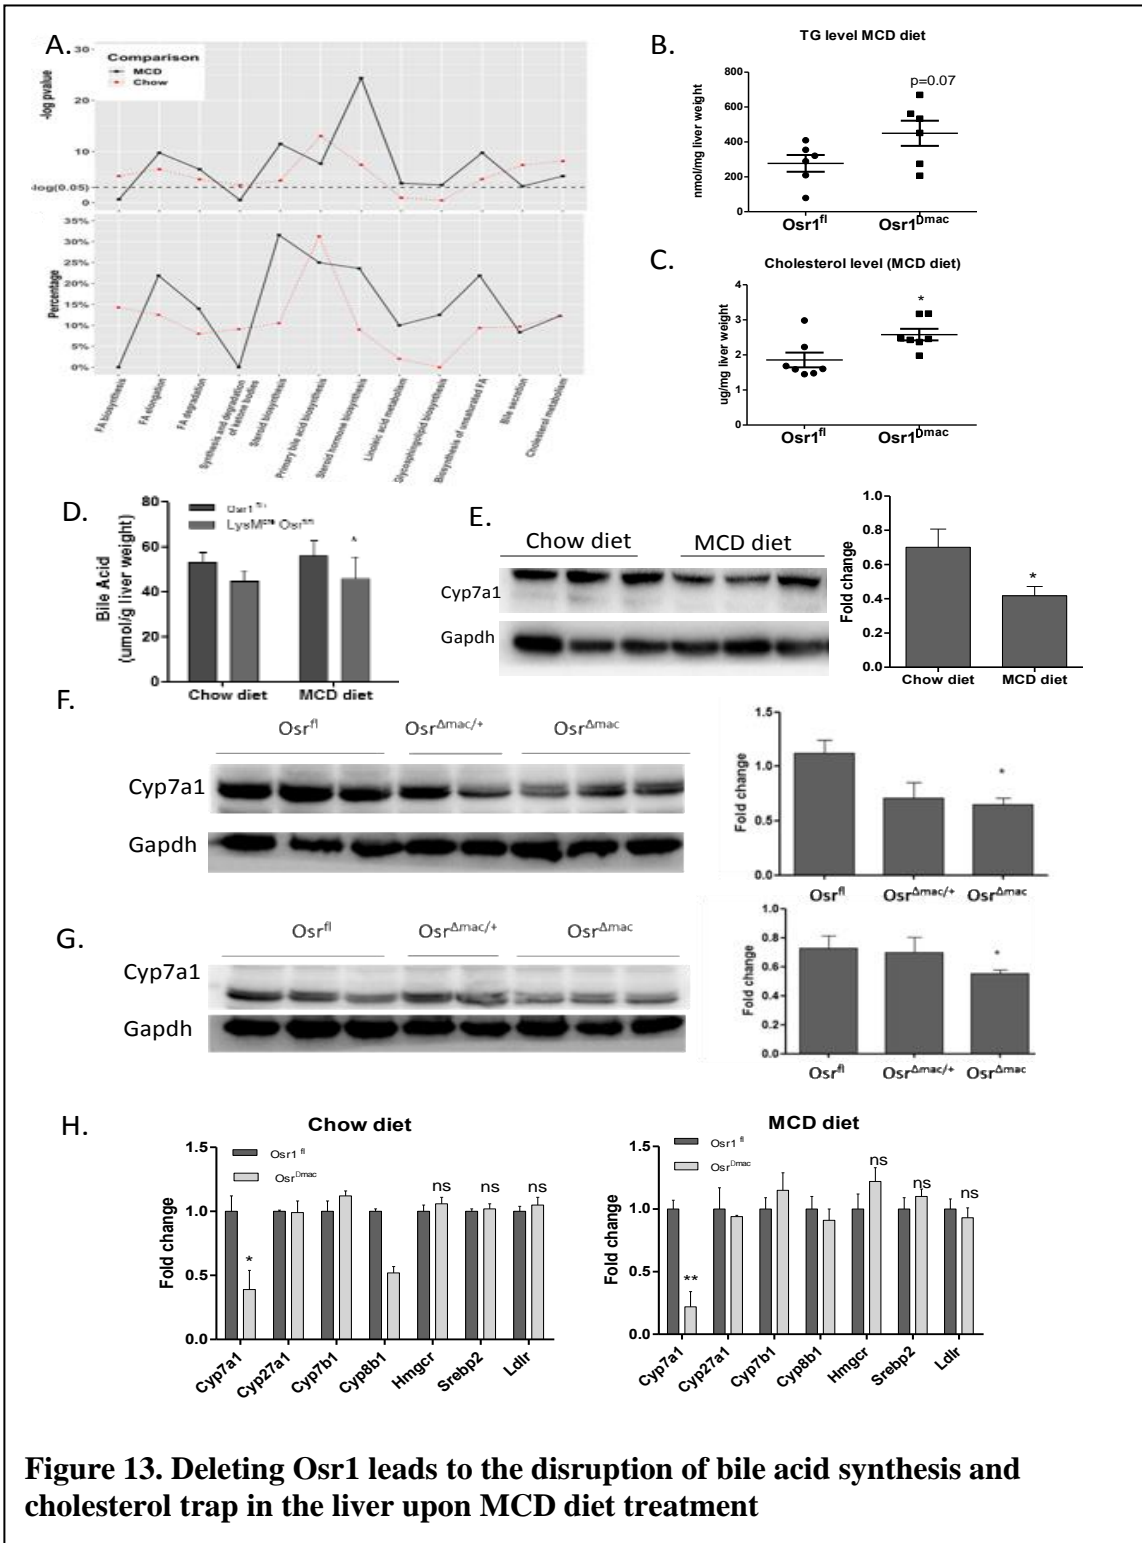 A.
30
20
10
-log(0.05)
0
-log pvalue
Comparison
MCD
Chow
35%
30%
25%
20%
15%
10%
5%
0%
Percentage
FA biosynthesis
FA elongation
FA degradation
Synthesis and degradation
of ketone bodies
Steroid biosynthesis
Primary bile acid biosynthesis
Steroid hormone biosynthesis
Linoleic acid metabolism
Glycosphingolipid biosynthesis
Biosynthesis of unsaturated FA
Bile secretion
Cholesterol metabolism
B.
TG level MCD diet
nmol/mg liver weight
800
600
400
200
0
p=0.07
Osr1fl
Osr1Dmac
C.
Cholesterol level (MCD diet)
ug/mg liver weight
4
3
2
1
0
*
Osr1fl
Osr1Dmac
D.
Bile Acid
(umol/g liver weight)
80
60
40
20
0
*
Chow diet
MCD diet
E.
Chow diet
MCD diet
Cyp7a1
Gapdh
Fold change
1.0
0.8
0.6
0.4
0.2
0.0
*
Chow diet
MCD diet
F.
Osrfl
OsrΔmac/+
OsrΔmac
Cyp7a1
Gapdh
Fold change
1.5
1.0
0.5
0.0
*
Osrfl
OsrΔmac/+
OsrΔmac
G.
Osrfl
OsrΔmac/+
OsrΔmac
Cyp7a1
Gapdh
Fold change
1.0
0.8
0.6
0.4
0.2
0.0
*
Osrfl
OsrΔmac/+
OsrΔmac
H.
Chow diet
Osr1 fl
OsrDmac
Fold change
1.5
1.0
0.5
0.0
*
ns
ns
ns
Cyp7a1
Cyp27a1
Cyp7b1
Cyp8b1
Hmgcr
Srebp2
Ldlr
MCD diet
Osr1 fl
OsrDmac
Fold change
1.5
1.0
0.5
0.0
**
ns
ns
ns
Cyp7a1
Cyp27a1
Cyp7b1
Cyp8b1
Hmgcr
Srebp2
Ldlr
Figure 13. Deleting Osr1 leads to the disruption of bile acid synthesis and
cholesterol trap in the liver upon MCD diet treatment